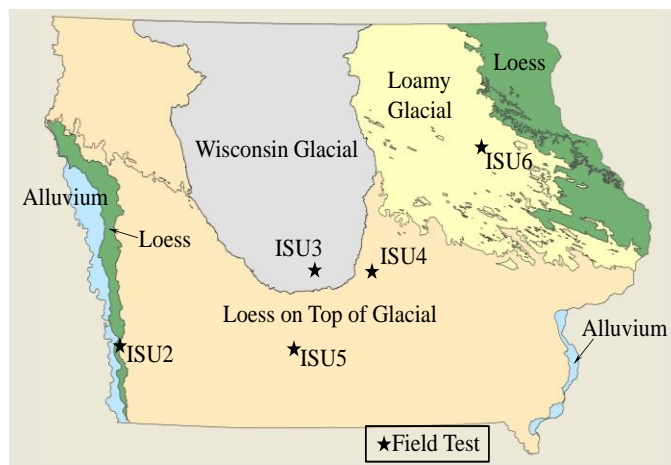 Loess
Loamy
Glacial
Wisconsin Glacial
ISU6
Alluvium
Loess
ISU3
ISU4
Loess on Top of Glacial
Alluvium
ISU2
ISU5
★Field Test